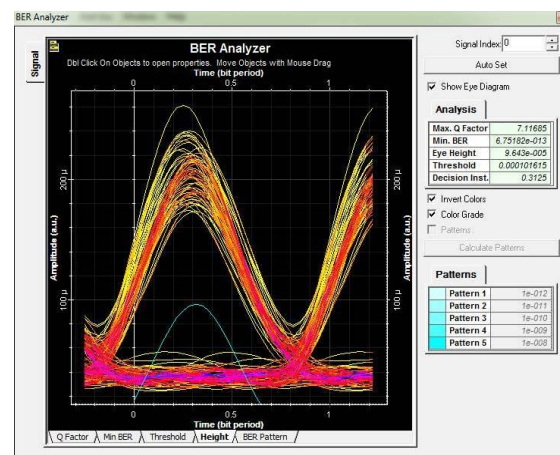 BER Analyzer
Signal Index: 0
Auto Set
Show Eye Diagram
Analysis
Max. Q Factor 7.11685
Min. BER 6.75182e-013
Eye Height 9.643e-005
Threshold 0.000101615
Decision Inst. 0.3125
Invert Colors
Color Grade
Patterns
Calculate Patterns
Patterns
Pattern 1 1e-012
Pattern 2 1e-011
Pattern 3 1e-010
Pattern 4 1e-009
Pattern 5 1e-008
Signal
BER Analyzer
Dbl Click On Objects to open properties. Move Objects with Mouse Drag
Time (bit period)
0 0.5 1
Amplitude (a.u.)
200 µ
100 µ
Amplitude (a.u.)
200 µ
100 µ
0 0.5 1
Time (bit period)
Q Factor Min BER Threshold Height BER Pattern